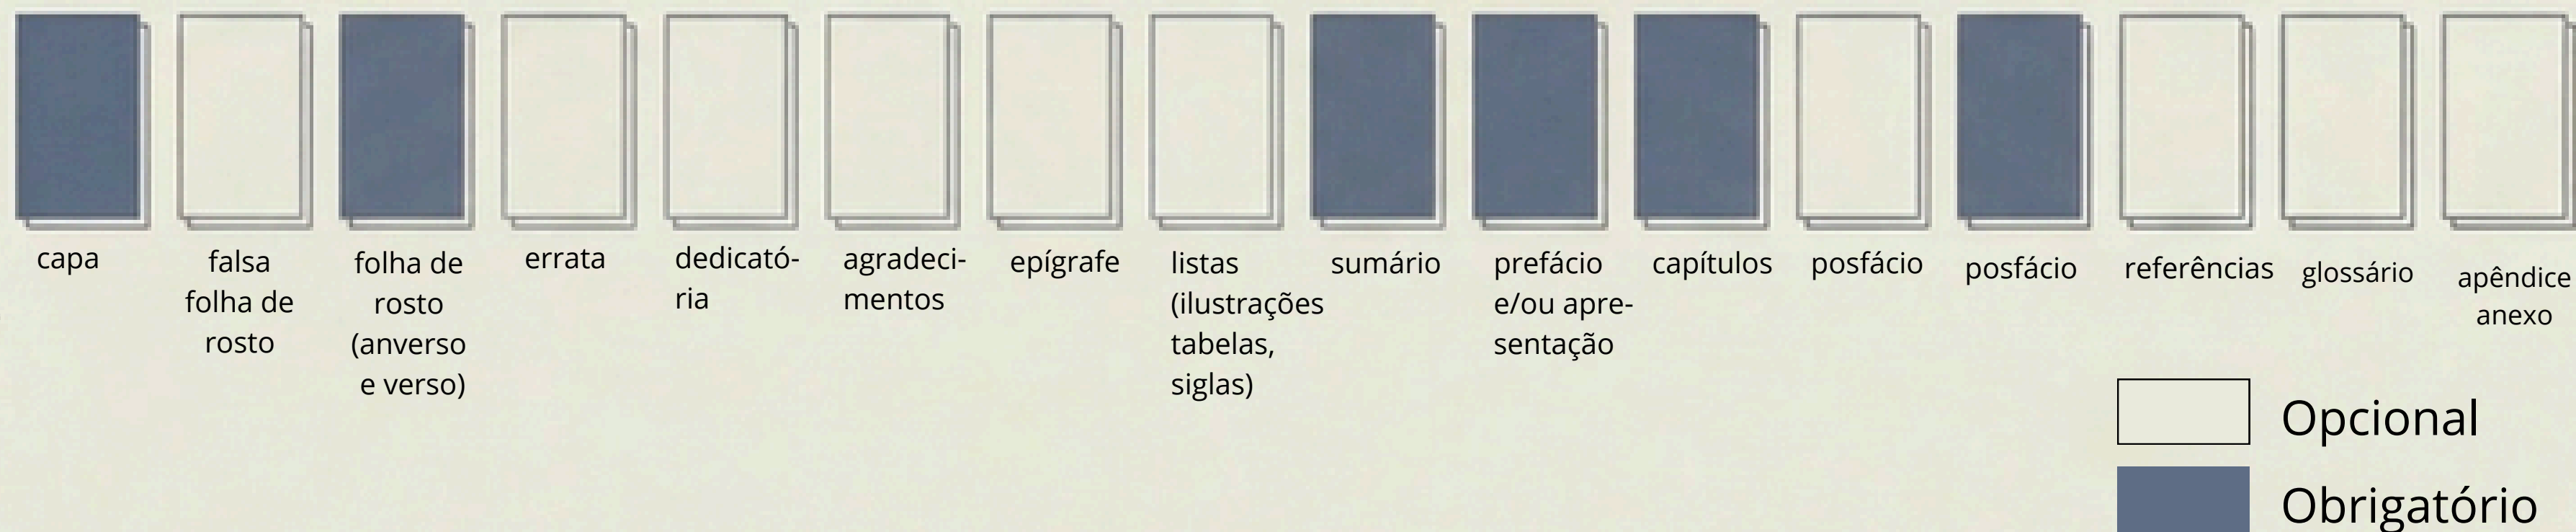 capa
falsa
folha de
rosto
folha de
rosto
(anverso
e verso)
errata
dedicató-
ria
agradeci-
mentos
epígrafe
listas
(ilustrações
tabelas,
siglas)
sumário
prefácio
e/ou apre-
sentação
capítulos
posfácio
posfácio
referências
glossário
apêndice
anexo
Opcional
Obrigatório